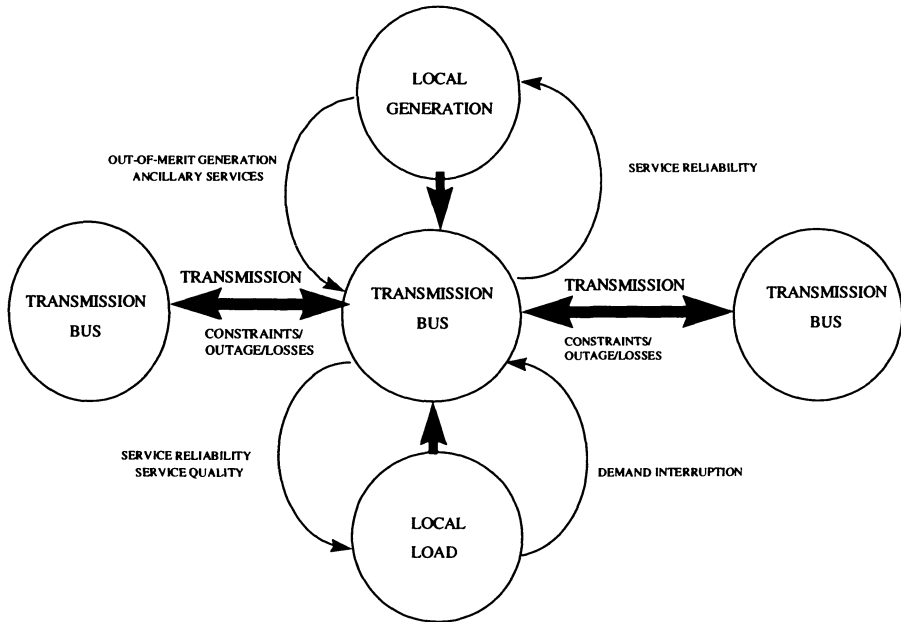 LOCAL
GENERATION
OUT-OF-MERIT GENERATION
ANCILLARY SERVICES
SERVICE RELIABILITY
TRANSMISSION
BUS
TRANSMISSION
CONSTRAINTS/
OUTAGE/LOSSES
TRANSMISSION
BUS
TRANSMISSION
CONSTRAINTS/
OUTAGE/LOSSES
TRANSMISSION
BUS
SERVICE RELIABILITY
SERVICE QUALITY
DEMAND INTERRUPTION
LOCAL
LOAD